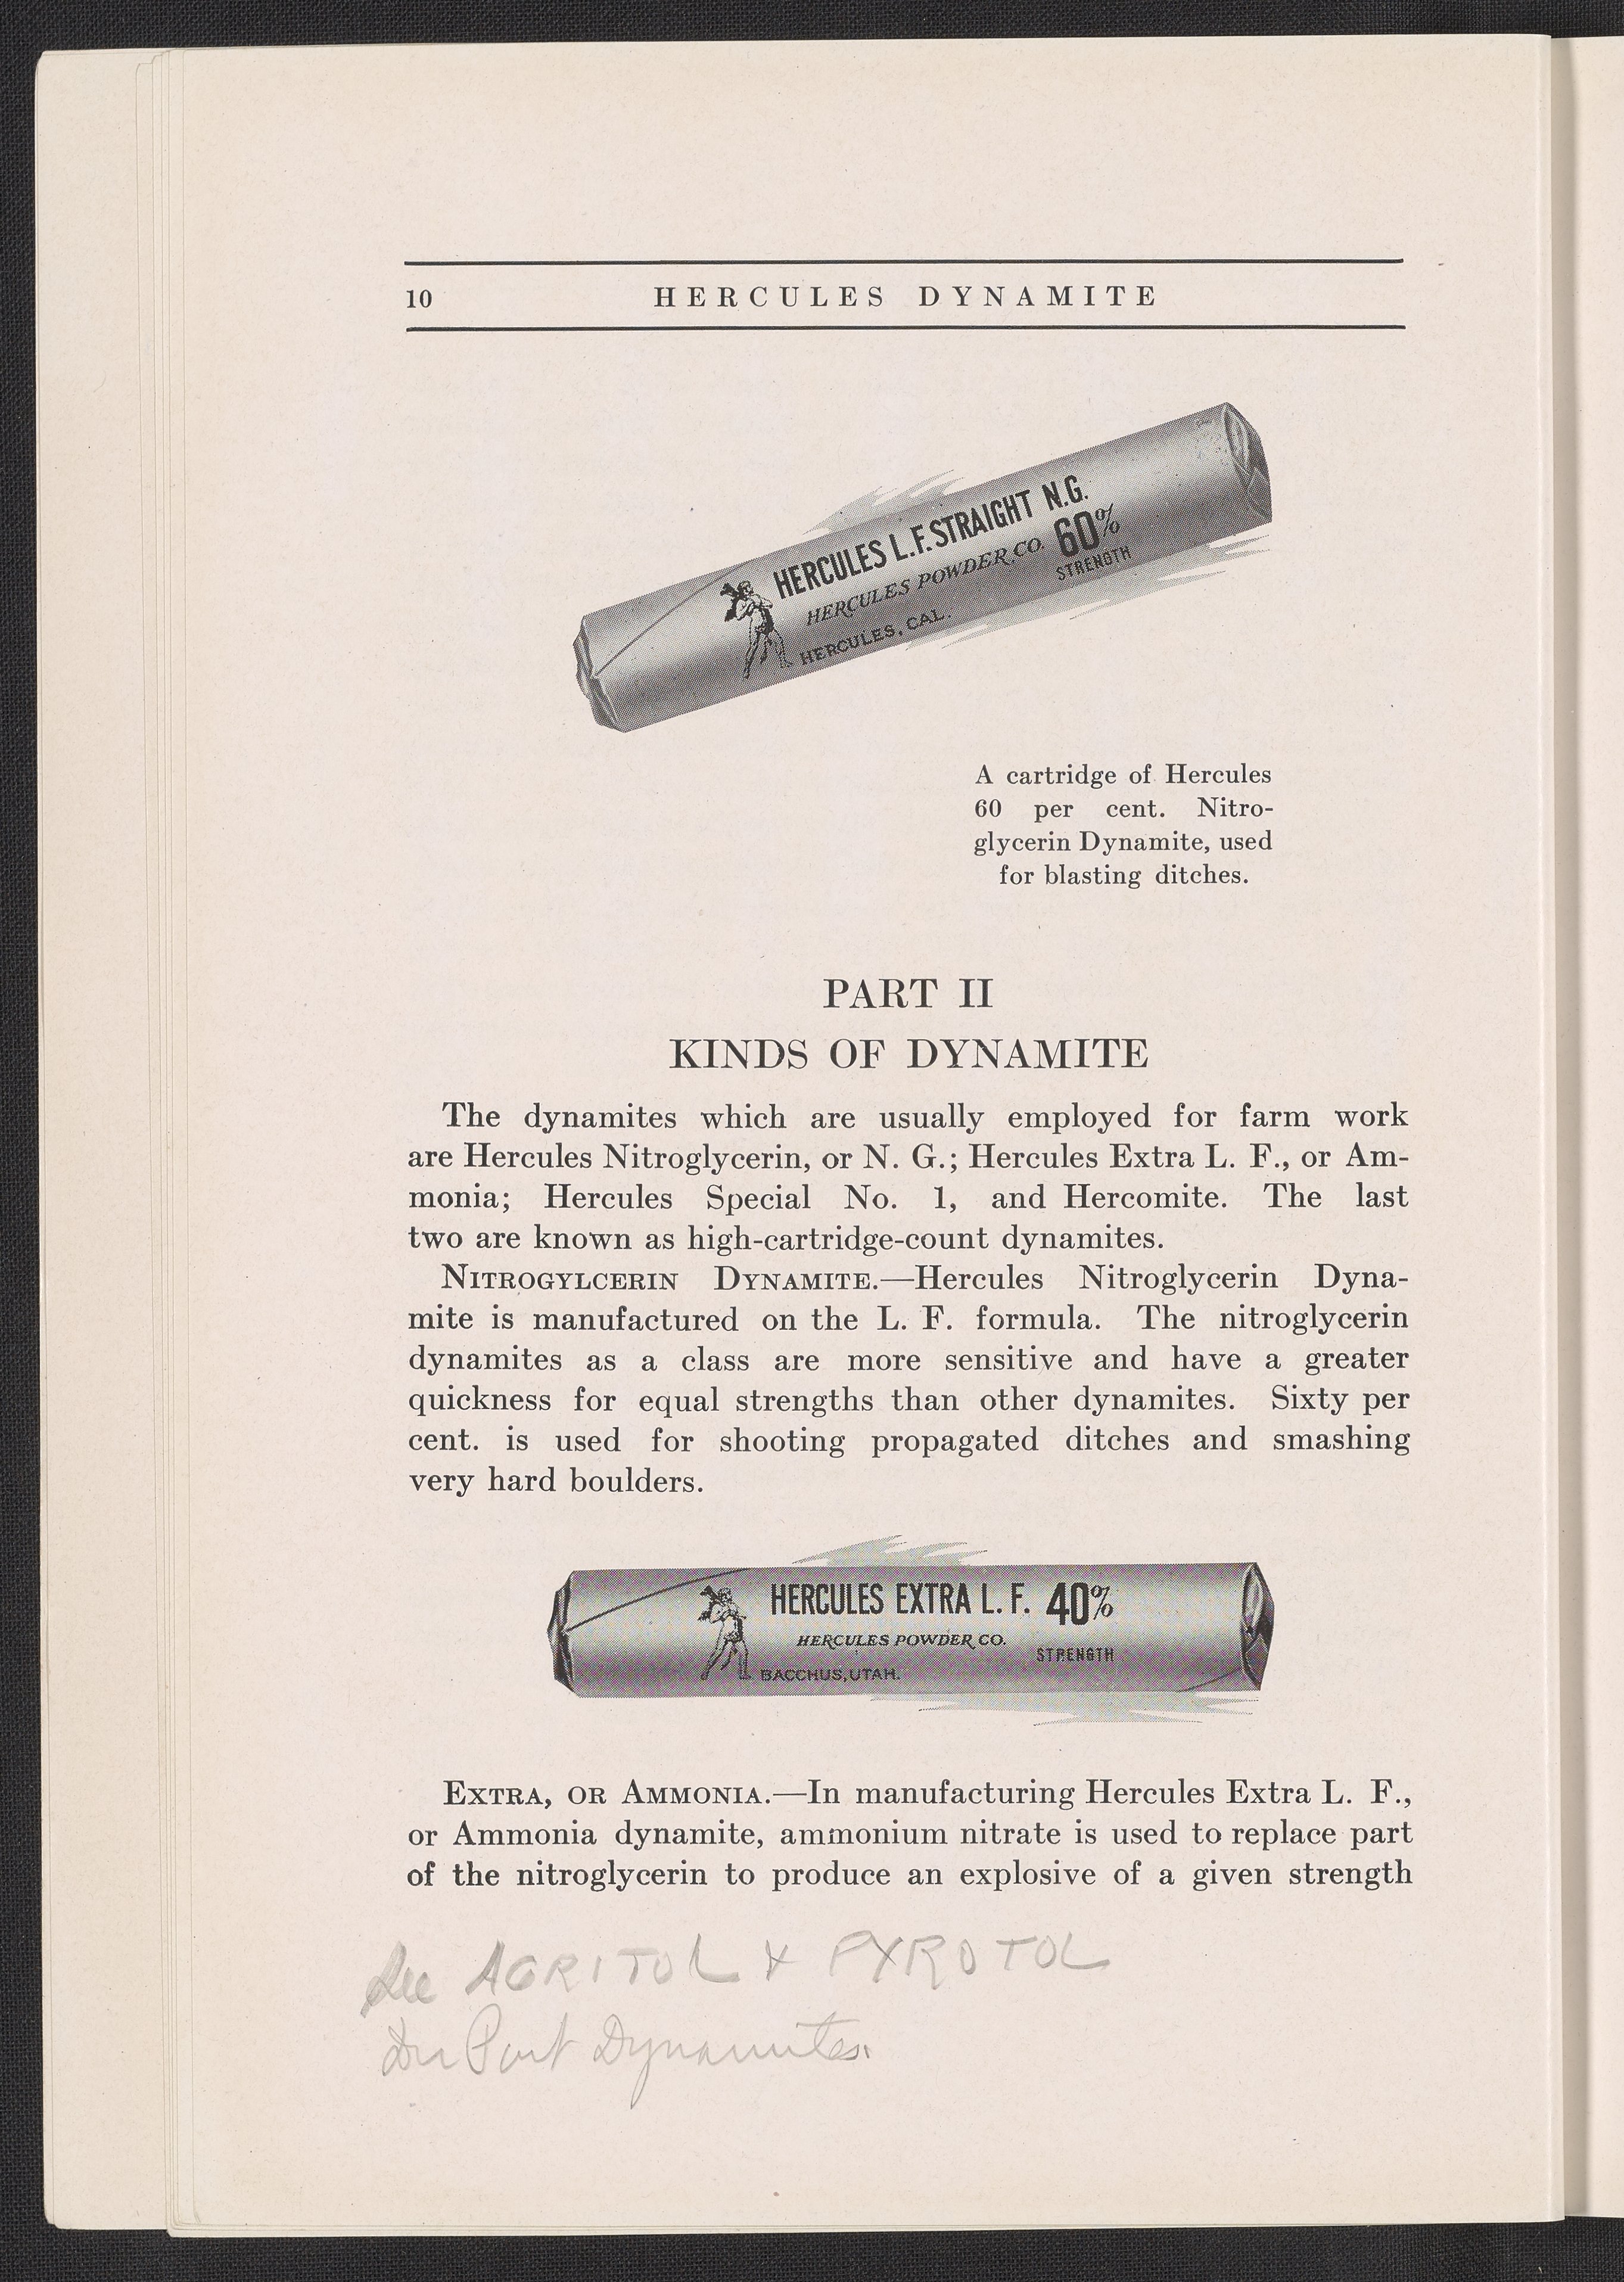 10 HERCULES DYNAMITE
HERCULES L.F. STRAIGHT N.G.
HERCULES POWDER CO. 60%
STRENGTH
HERCULES, CAL.
A cartridge of Hercules
60 per cent. Nitro-
glycerin Dynamite, used
for blasting ditches.
PART II
KINDS OF DYNAMITE
The dynamites which are usually employed for farm work
are Hercules Nitroglycerin, or N. G.; Hercules Extra L. F., or Am-
monia; Hercules Special No. 1, and Hercomite. The last
two are known as high-cartridge-count dynamites.
NITROGYLCERIN DYNAMITE.—Hercules Nitroglycerin Dyna-
mite is manufactured on the L. F. formula. The nitroglycerin
dynamites as a class are more sensitive and have a greater
quickness for equal strengths than other dynamites. Sixty per
cent. is used for shooting propagated ditches and smashing
very hard boulders.
HERCULES EXTRA L. F. 40%
HERCULES POWDER CO.
STRENGTH
BACCHUS, UTAH.
EXTRA, OR AMMONIA.—In manufacturing Hercules Extra L. F.,
or Ammonia dynamite, ammonium nitrate is used to replace part
of the nitroglycerin to produce an explosive of a given strength
See AGRITOL & PYROTOL
Du Pont Dynamites.